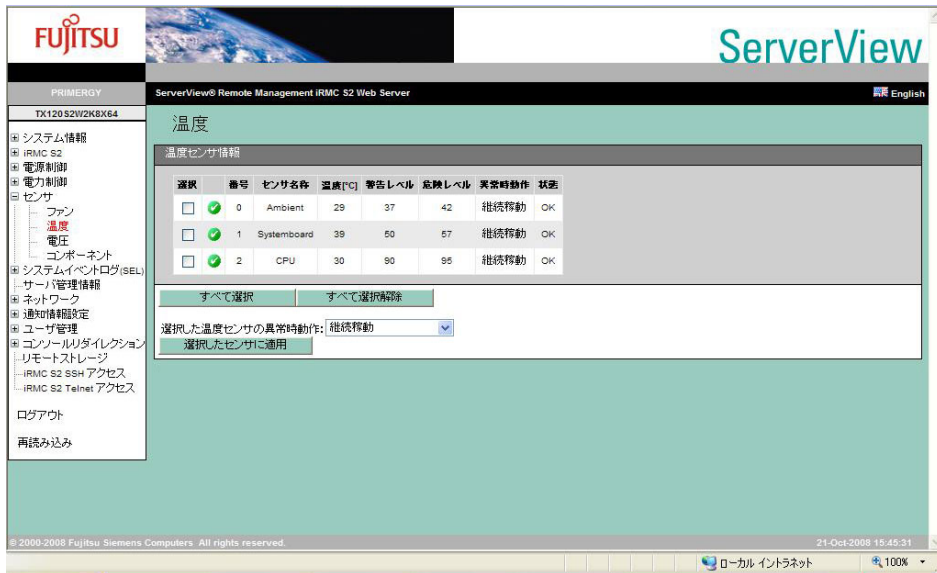 FUJITSU
ServerView
PRIMERGY
ServerView® Remote Management iRMC S2 Web Server
English
TX120S2W2K8X64
システム情報
iRMC S2
電源制御
電力制御
センサ
ファン
温度
電圧
コンポーネント
システムイベントログ(SEL)
サーバ管理情報
ネットワーク
通知情報設定
ユーザ管理
コンソールリダイレクション
リモートストレージ
iRMC S2 SSH アクセス
iRMC S2 Telnet アクセス
ログアウト
再読み込み
温度
温度センサ情報
選択 番号 センサ名称 温度[°C] 警告レベル 危険レベル 異常時動作 状態
0 Ambient 29 37 42 継続稼動 OK
1 Systemboard 39 50 57 継続稼動 OK
2 CPU 30 90 95 継続稼動 OK
すべて選択 すべて選択解除
選択した温度センサの異常時動作: 継続稼動
選択したセンサに適用
© 2000-2008 Fujitsu Siemens Computers All rights reserved.
21-Oct-2008 15:45:31
ローカル イントラネット
100%